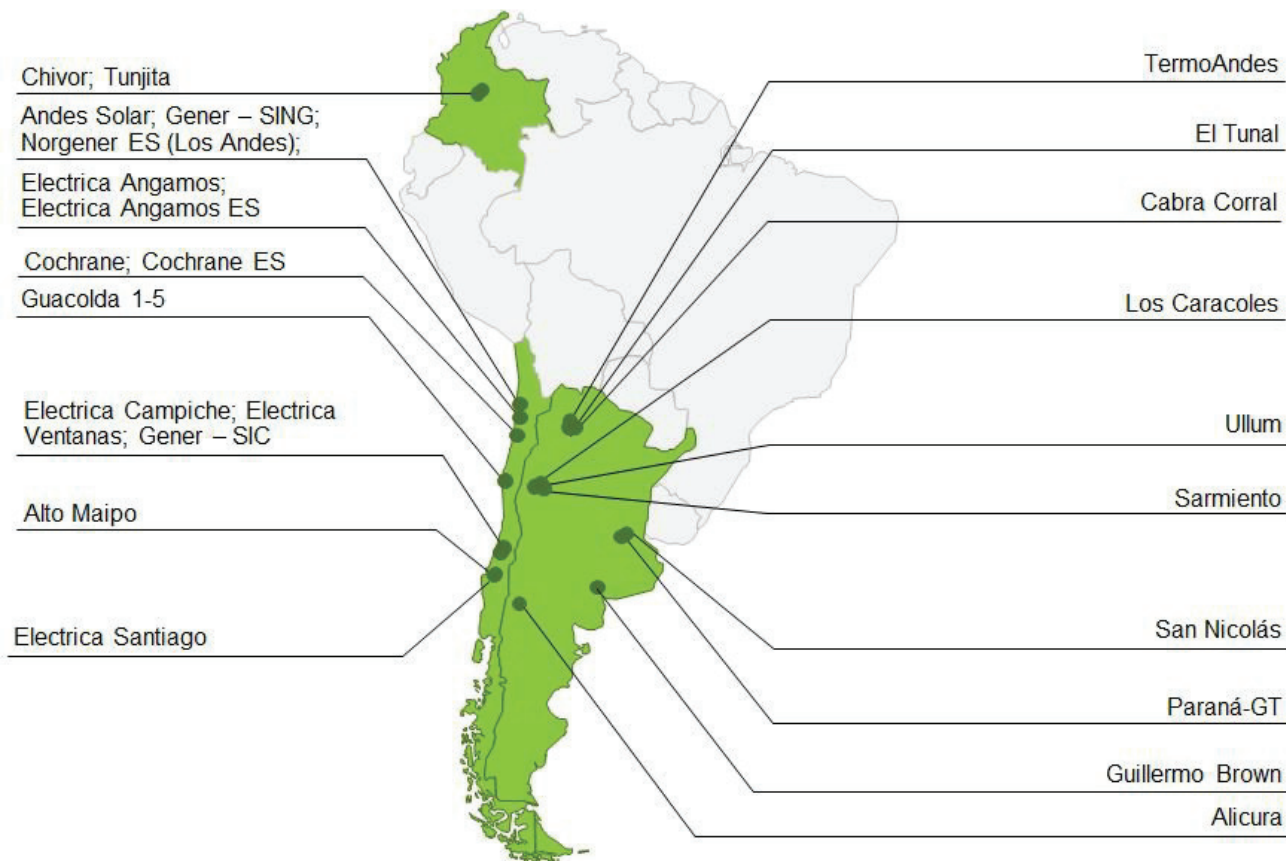 Chivor; Tunjita
Andes Solar; Gener – SING;
Norgener ES (Los Andes);
Electrica Angamos;
Electrica Angamos ES
Cochrane; Cochrane ES
Guacolda 1-5
Electrica Campiche; Electrica
Ventanas; Gener – SIC
Alto Maipo
Electrica Santiago
TermoAndes
El Tunal
Cabra Corral
Los Caracoles
Ullum
Sarmiento
San Nicolás
Paraná-GT
Guillermo Brown
Alicura